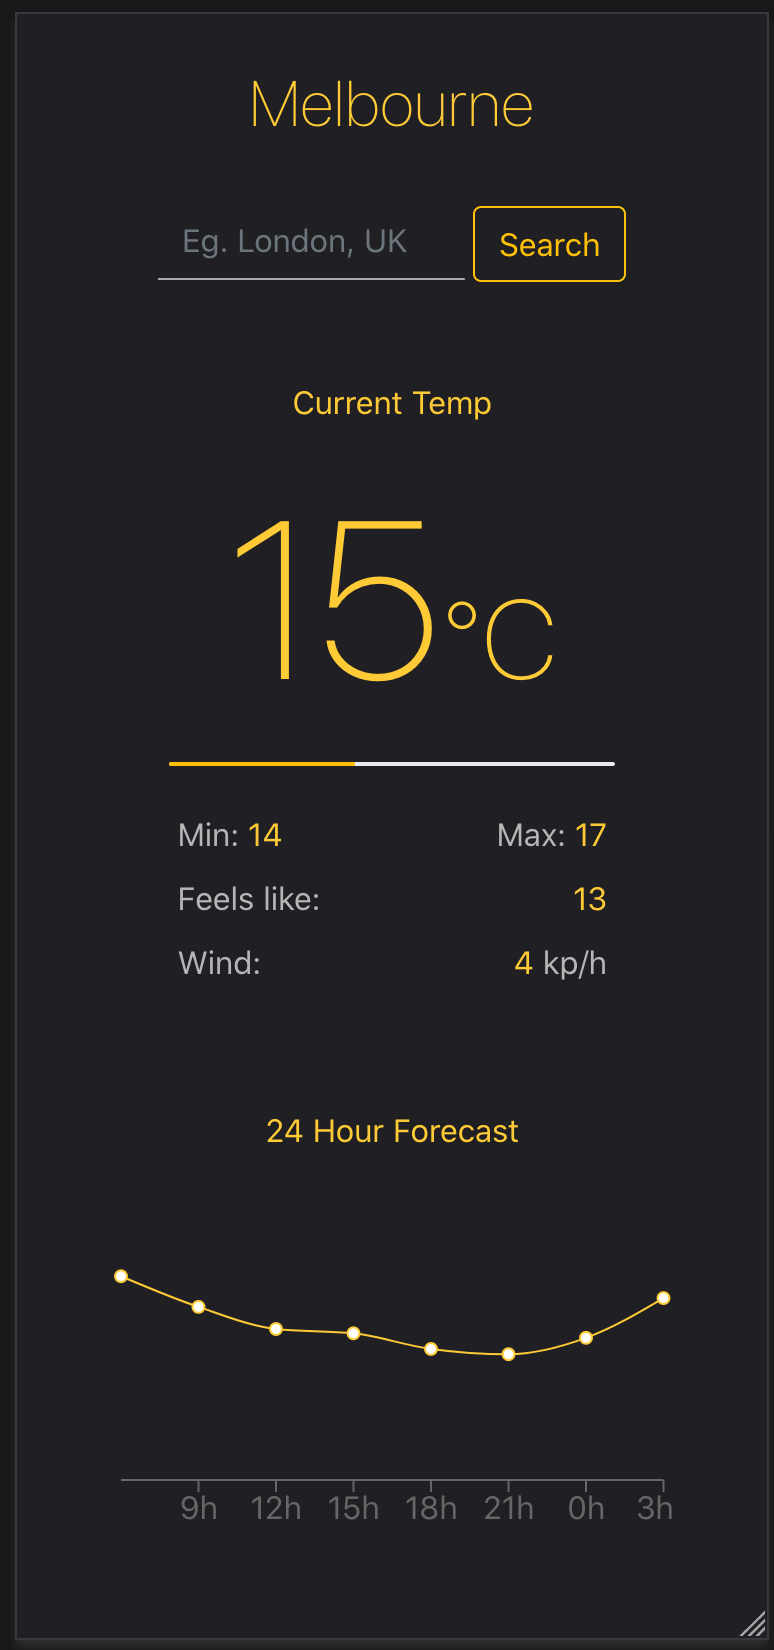 Melbourne
Eg. London, UK Search
Current Temp
15°C
Min: 14 Max: 17
Feels like: 13
Wind: 4 kp/h
24 Hour Forecast
9h 12h 15h 18h 21h 0h 3h